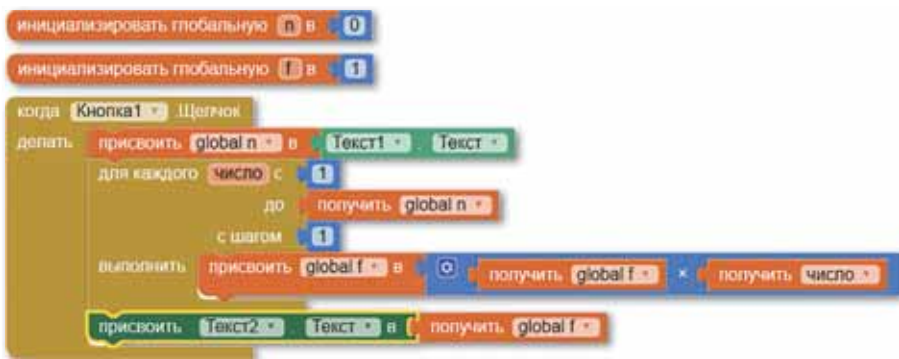 инициализировать глобальную n в 0
инициализировать глобальную f в 1
когда Кнопка1 .Щелчок
делать присвоить global n в Текст1 . Текст
для каждого число с 1
до получить global n
с шагом 1
выполнить присвоить global f в получить global f × получить число
присвоить Текст2 . Текст в получить global f